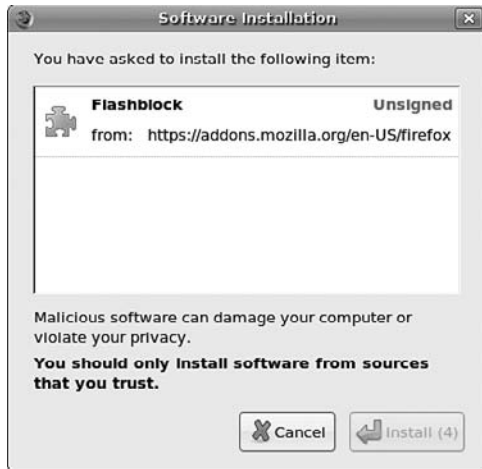 Software Installation
You have asked to install the following item:
Flashblock Unsigned
from: https://addons.mozilla.org/en-US/firefox
Malicious software can damage your computer or
violate your privacy.
You should only install software from sources
that you trust.
Cancel Install (4)